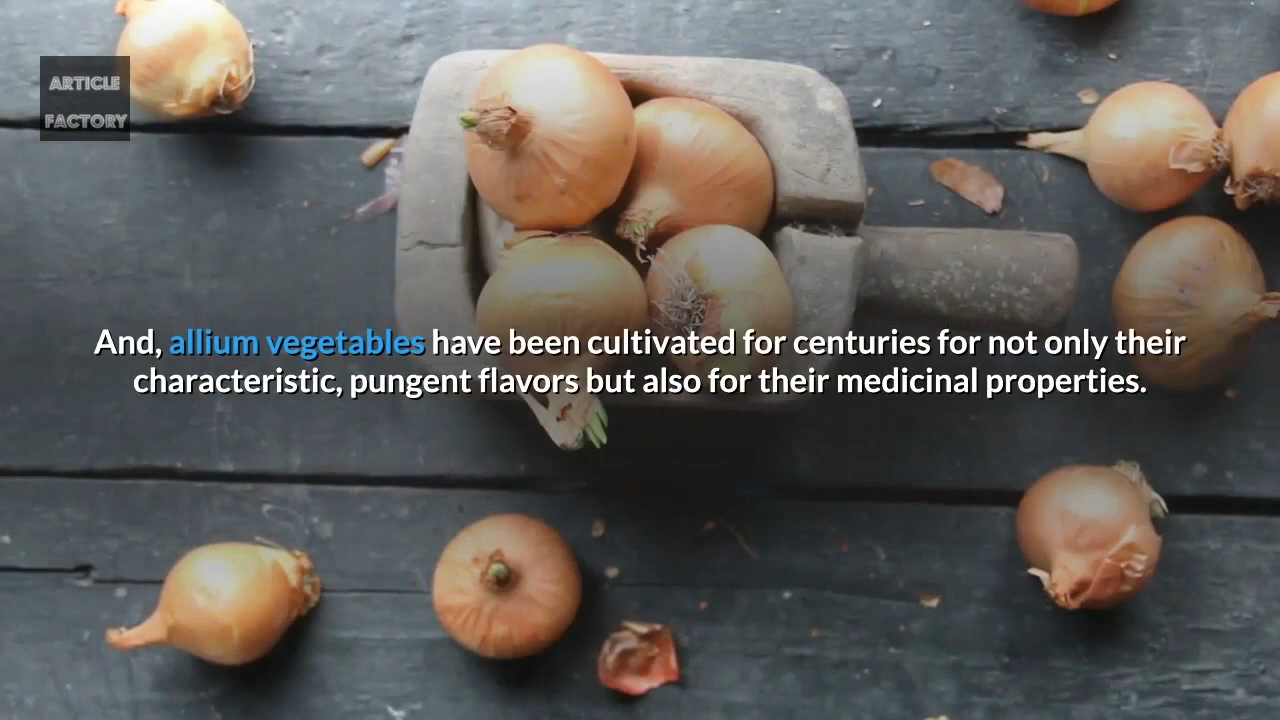 ARTICLE
FACTORY
And, allium vegetables have been cultivated for centuries for not only their
characteristic, pungent flavors but also for their medicinal properties.